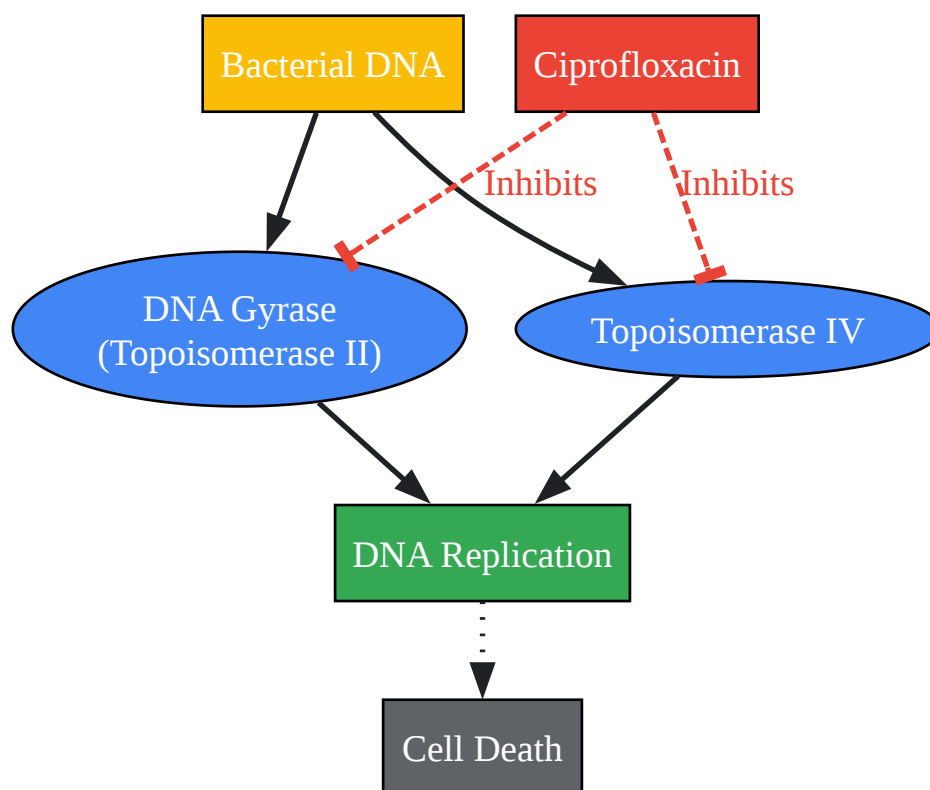 Bacterial DNA
Ciprofloxacin
Inhibits
Inhibits
DNA Gyrase
(Topoisomerase II)
Topoisomerase IV
DNA Replication
Cell Death